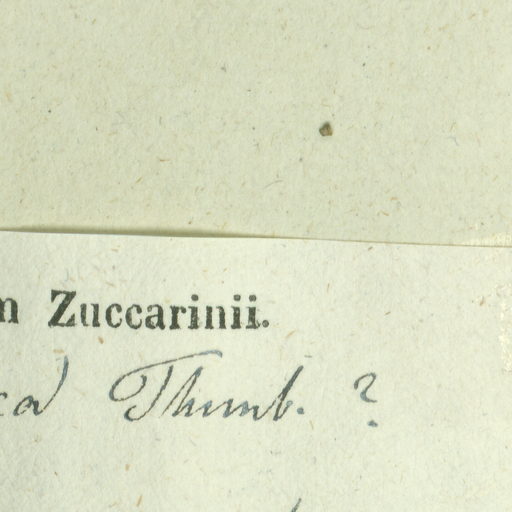 m Zuccarinii.
ca Thunb. ?